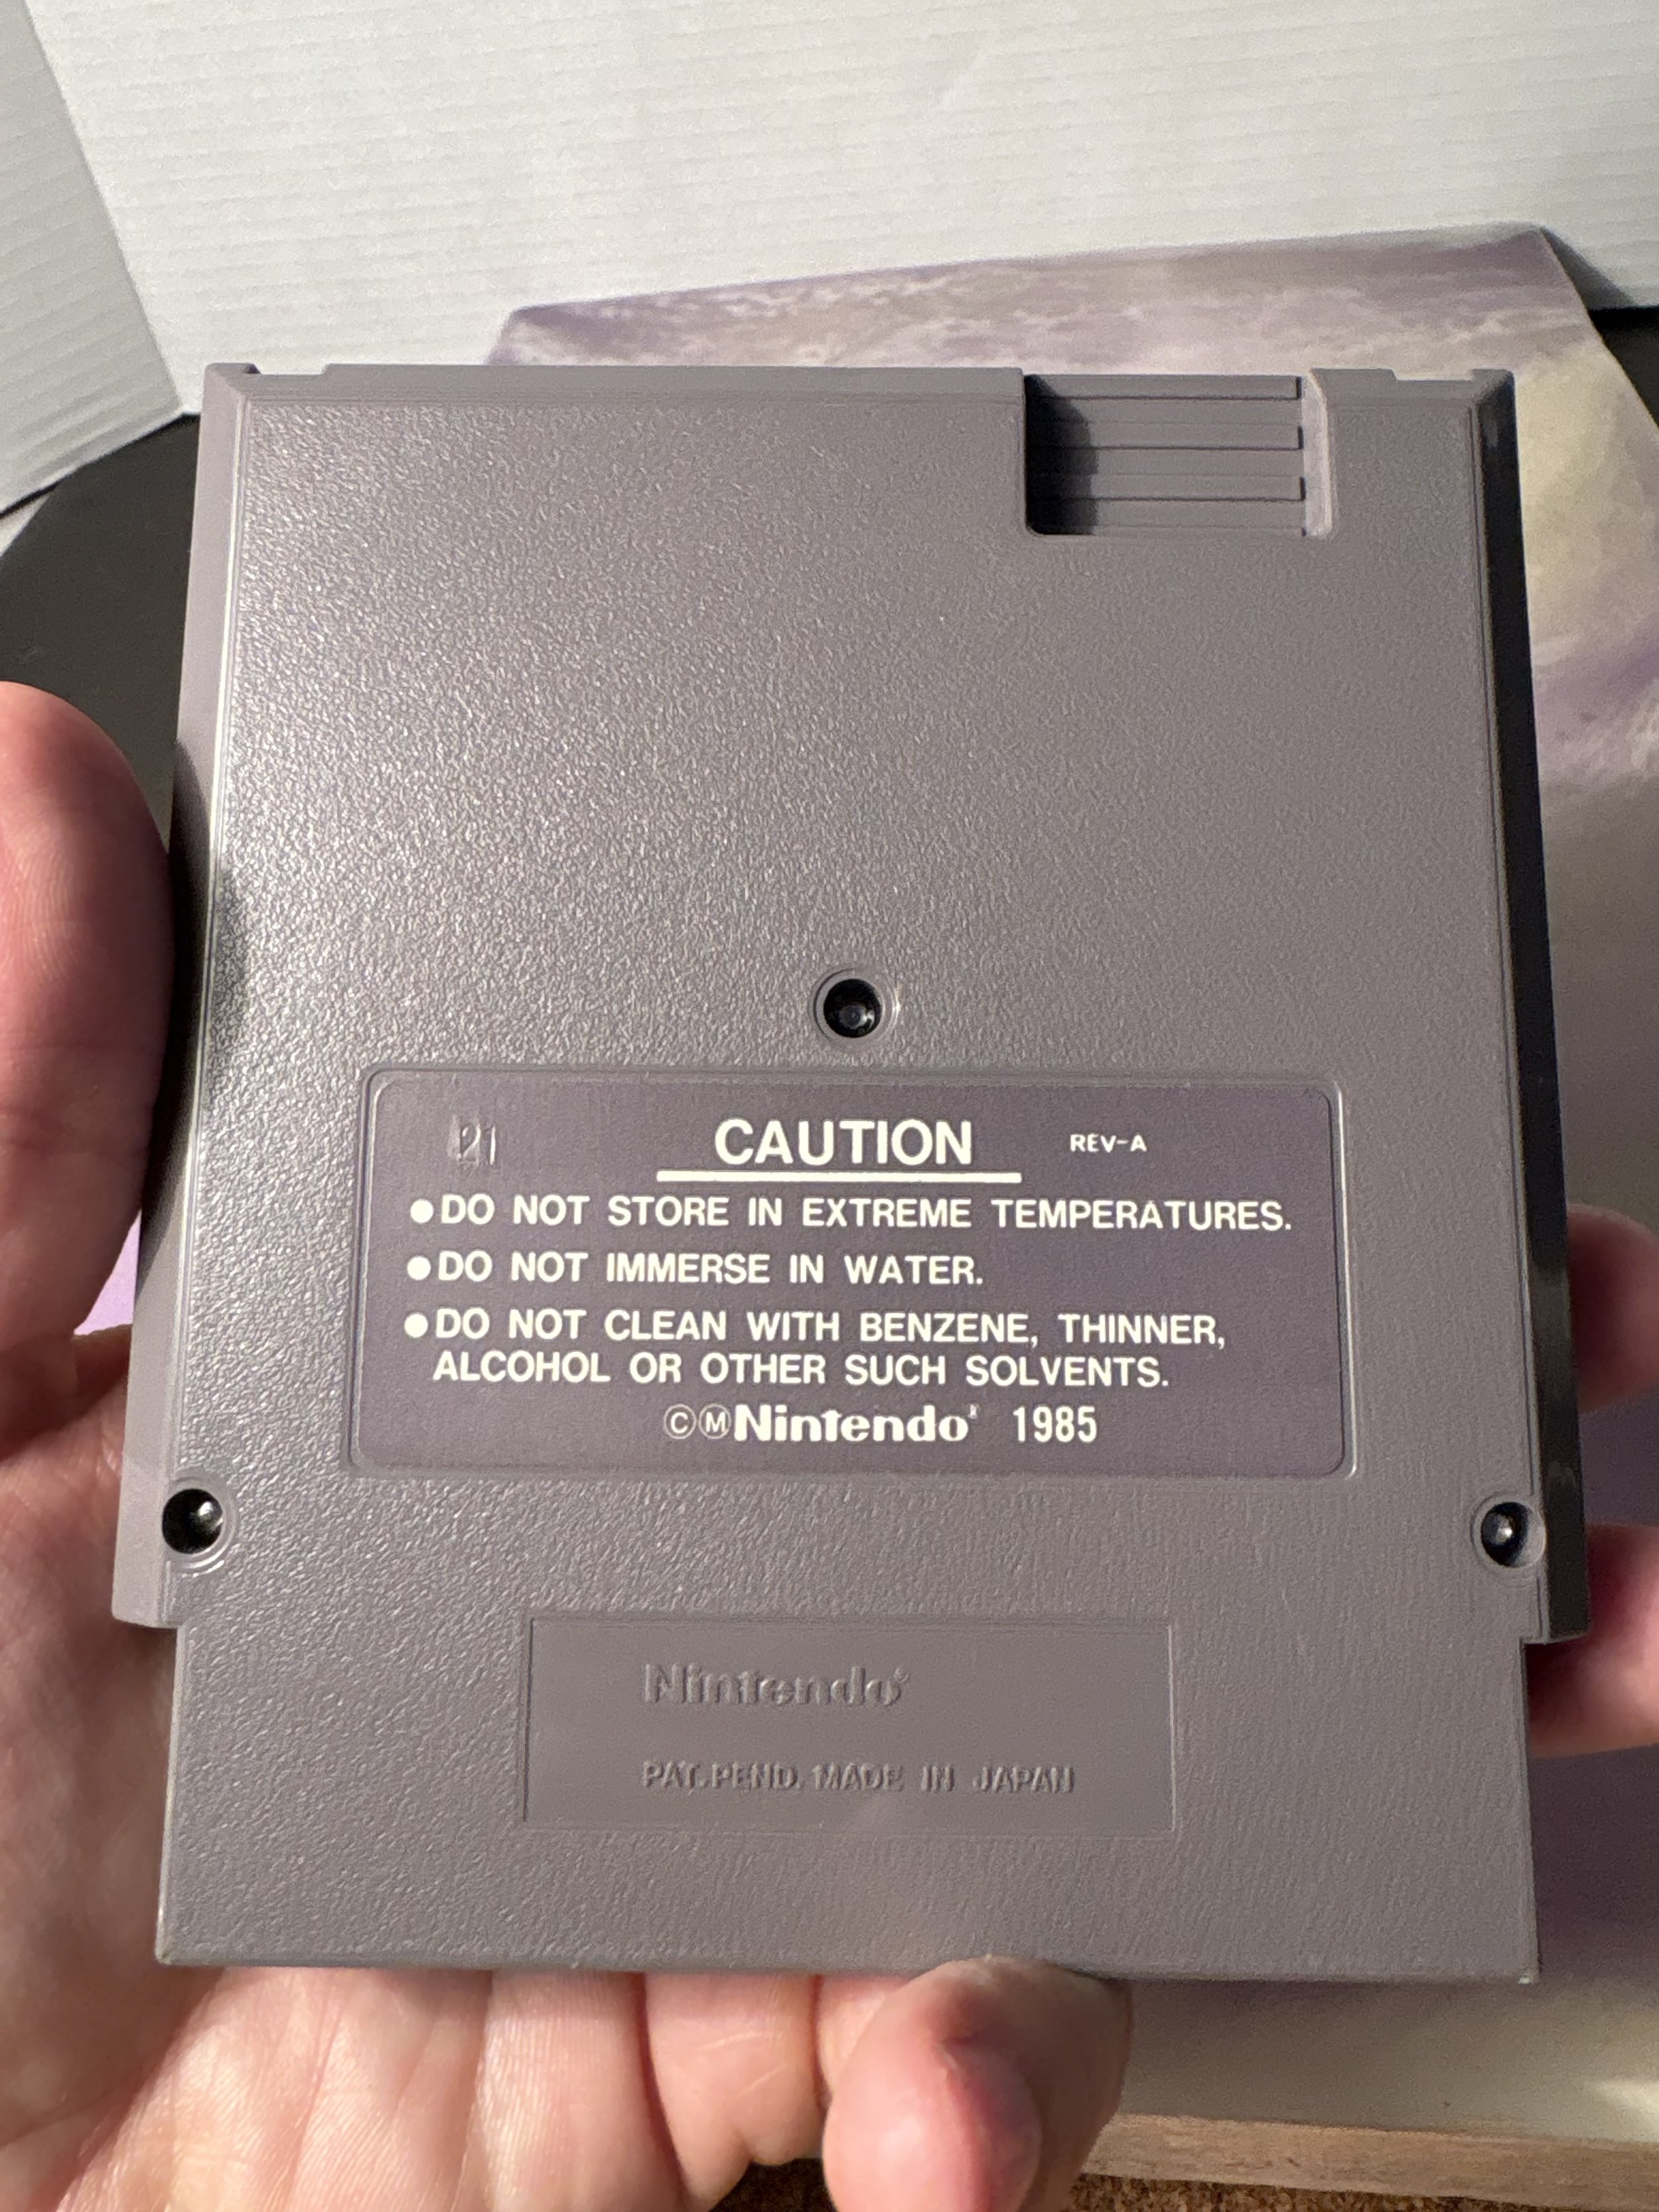 21
CAUTION REV-A
●DO NOT STORE IN EXTREME TEMPERATURES.
●DO NOT IMMERSE IN WATER.
●DO NOT CLEAN WITH BENZENE, THINNER,
ALCOHOL OR OTHER SUCH SOLVENTS.
©ⓂNintendo® 1985
Nintendo®
PAT. PEND. MADE IN JAPAN